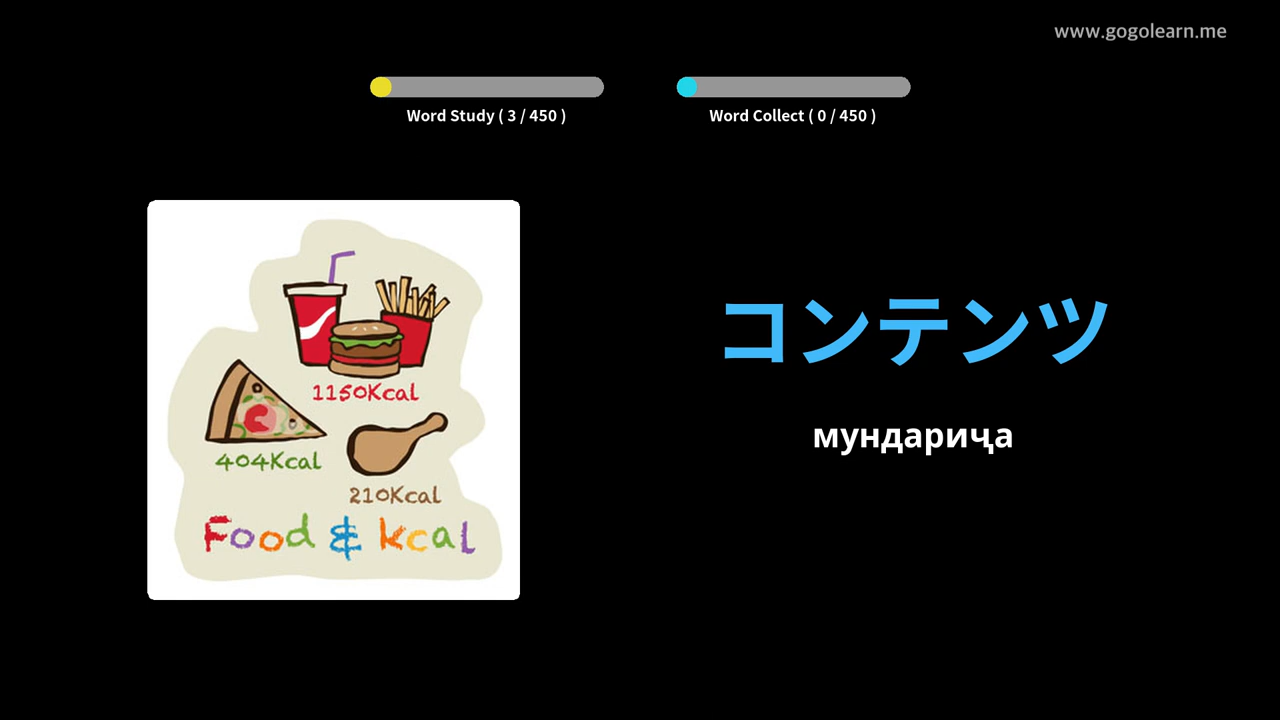 www.gogolearn.me
Word Study ( 3 / 450 )
Word Collect ( 0 / 450 )
1150Kcal
404Kcal
210Kcal
Food & kcal
コンテンツ
мундариҷа